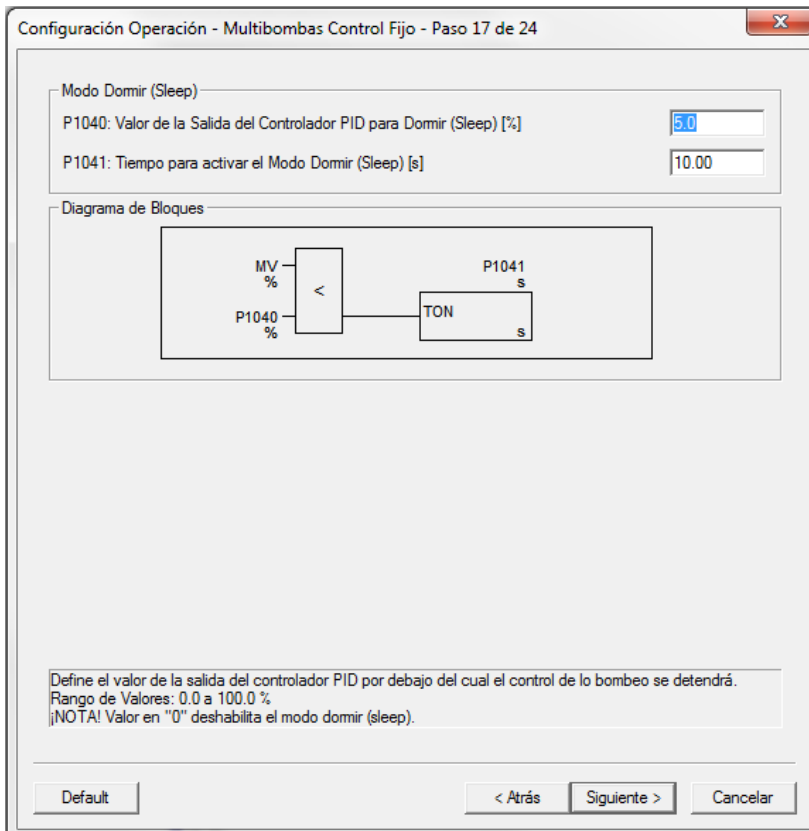 Configuración Operación - Multibombas Control Fijo - Paso 17 de 24
Modo Dormir (Sleep)
P1040: Valor de la Salida del Controlador PID para Dormir (Sleep) [%]
5.0
P1041: Tiempo para activar el Modo Dormir (Sleep) [s]
10.00
Diagrama de Bloques
MV
%
<
P1040
%
P1041
s
TON
s
Define el valor de la salida del controlador PID por debajo del cual el control de lo bombeo se detendrá.
Rango de Valores: 0.0 a 100.0 %
¡NOTA! Valor en "0" deshabilita el modo dormir (sleep).
Default
< Atrás
Siguiente >
Cancelar